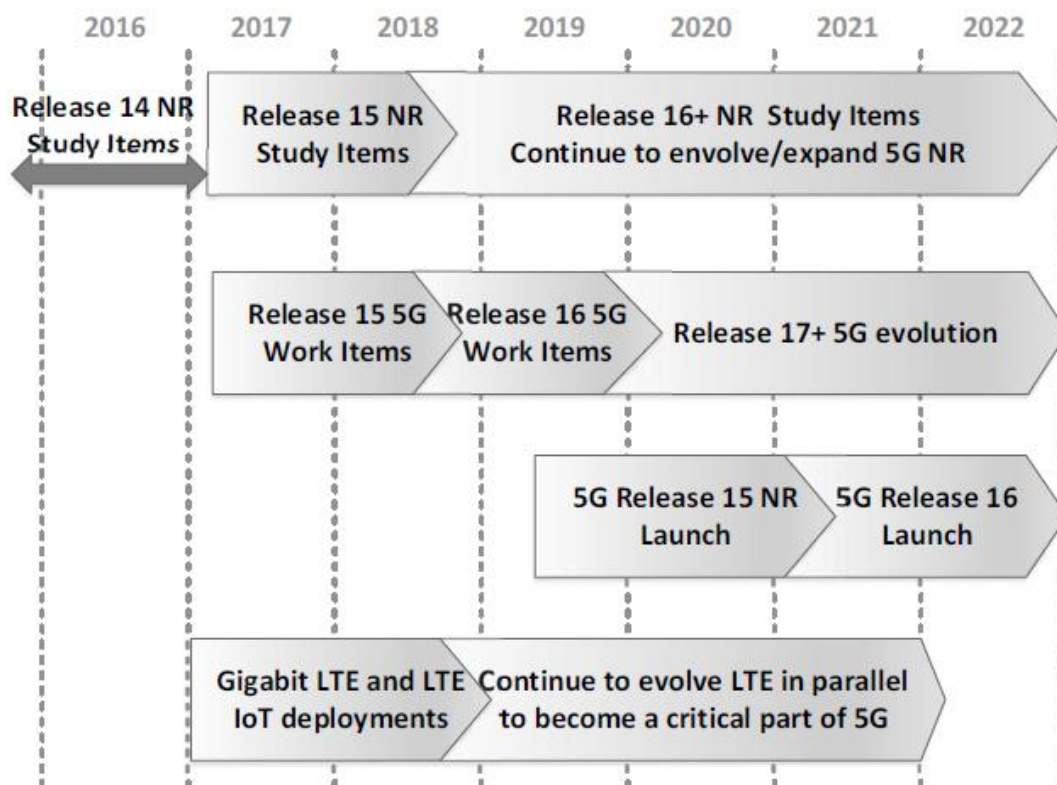 2016 2017 2018 2019 2020 2021 2022
Release 14 NR
Study Items
Release 15 NR
Study Items
Release 16+ NR Study Items
Continue to envolve/expand 5G NR
Release 15 5G
Work Items
Release 16 5G
Work Items
Release 17+ 5G evolution
5G Release 15 NR
Launch
5G Release 16
Launch
Gigabit LTE and LTE
IoT deployments
Continue to evolve LTE in parallel
to become a critical part of 5G